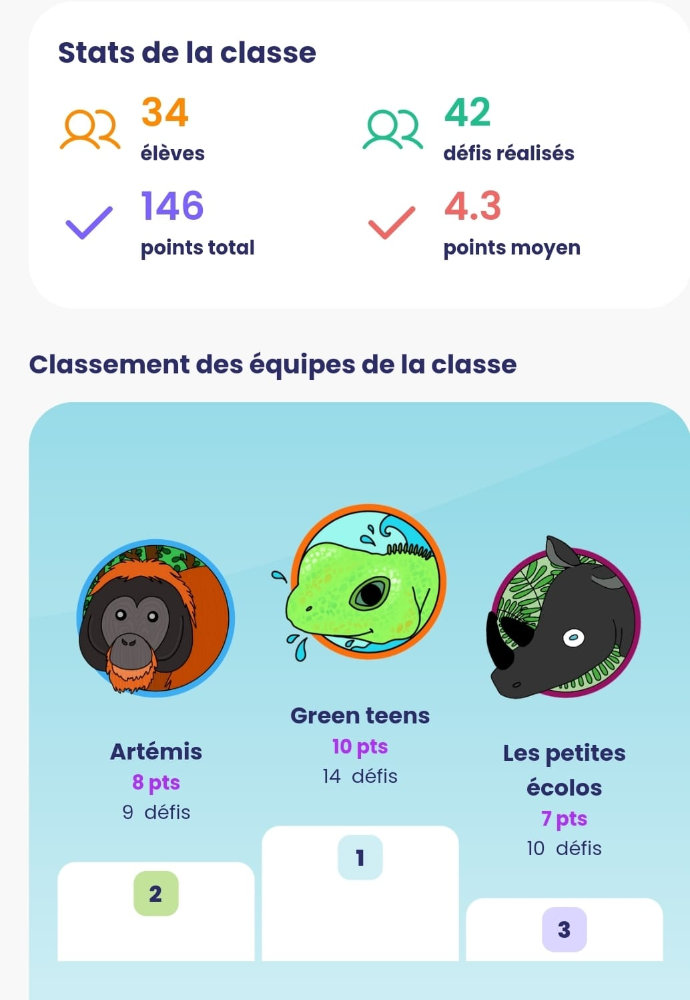 Stats de la classe
34
élèves
42
défis réalisés
146
points total
4.3
points moyen
Classement des équipes de la classe
Green teens
10 pts
14 défis
Artémis
8 pts
9 défis
Les petites
écolos
7 pts
10 défis
1
2
3